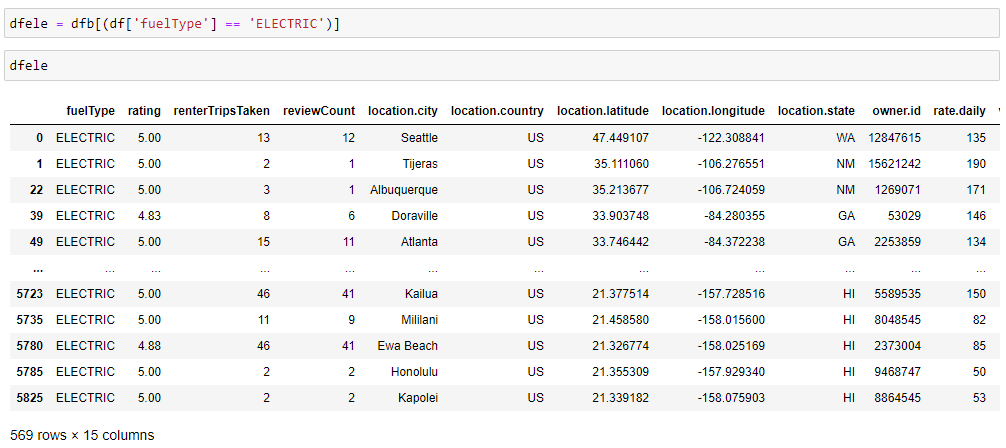 dfele = dfb[(df['fuelType'] == 'ELECTRIC')]
dfele
fuelType rating renterTripsTaken reviewCount location.city location.country location.latitude location.longitude location.state owner.id rate.daily
0 ELECTRIC 5.00 13 12 Seattle US 47.449107 -122.308841 WA 12847615 135
1 ELECTRIC 5.00 2 1 Tijeras US 35.111060 -106.276551 NM 15621242 190
22 ELECTRIC 5.00 3 1 Albuquerque US 35.213677 -106.724059 NM 1269071 171
39 ELECTRIC 4.83 8 6 Doraville US 33.903748 -84.280355 GA 53029 146
49 ELECTRIC 5.00 15 11 Atlanta US 33.746442 -84.372238 GA 2253859 134
... ... ... ... ... ... ... ... ... ... ... ...
5723 ELECTRIC 5.00 46 41 Kailua US 21.377514 -157.728516 HI 5589535 150
5735 ELECTRIC 5.00 11 9 Mililani US 21.458580 -158.015600 HI 8048545 82
5780 ELECTRIC 4.88 46 41 Ewa Beach US 21.326774 -158.025169 HI 2373004 85
5785 ELECTRIC 5.00 2 2 Honolulu US 21.355309 -157.929340 HI 9468747 50
5825 ELECTRIC 5.00 2 2 Kapolei US 21.339182 -158.075903 HI 8864545 53
569 rows × 15 columns